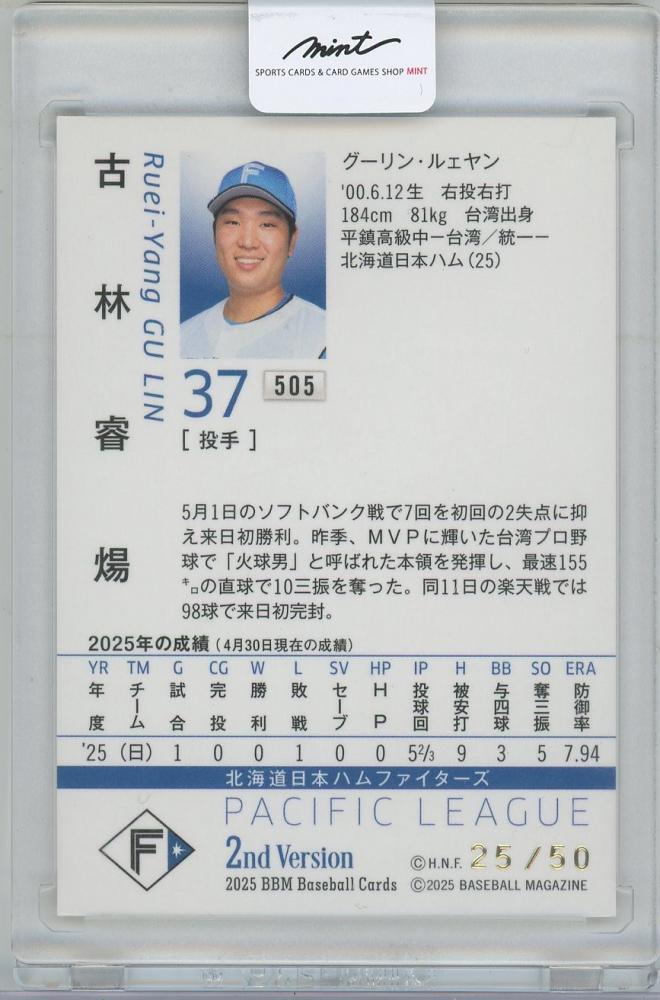 mint
SPORTS CARDS & CARD GAMES SHOP MINT
古林睿煬
Ruei-Yang GU LIN
F
グーリン・ルェヤン
'00.6.12生 右投右打
184cm 81kg 台湾出身
平鎮高級中ー台湾/統一ー
北海道日本ハム(25)
37
505
[投手]
5月1日のソフトバンク戦で7回を初回の2失点に抑
え来日初勝利。昨季、MVPに輝いた台湾プロ野
球で「火球男」と呼ばれた本領を発揮し、最速155
㌔の直球で10三振を奪った。同11日の楽天戦では
98球で来日初完封。
2025年の成績(4月30日現在の成績)
YR TM G CG W L SV HP IP H BB SO ERA
年度 チーム 試合 完投 勝利 敗戦 セーブ HP 投球回 被安打 与四球 奪三振 防御率
'25 (日) 1 0 0 1 0 0 5 2/3 9 3 5 7.94
北海道日本ハムファイターズ
PACIFIC LEAGUE
F
2nd Version
©H.N.F. 25/50
2025 BBM Baseball Cards ©2025 BASEBALL MAGAZINE